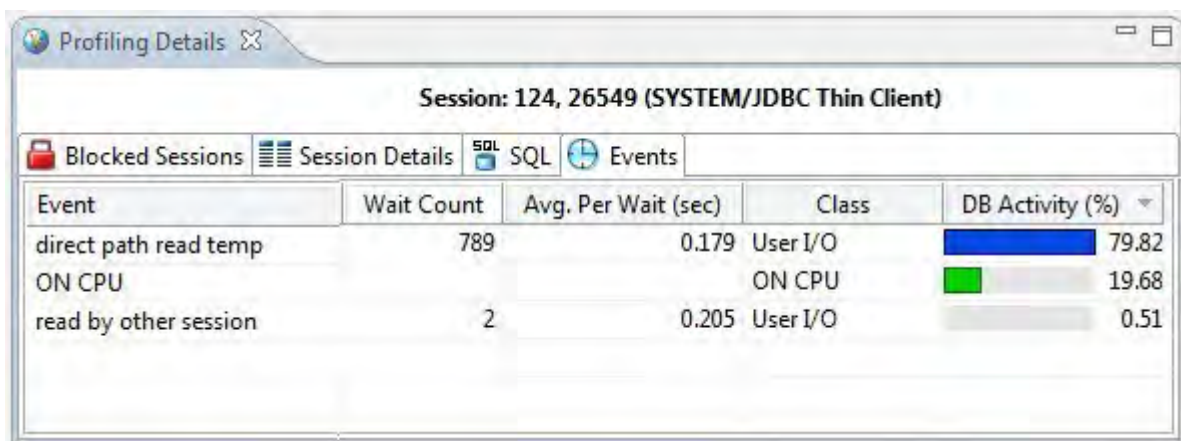 Profiling Details
Session: 124, 26549 (SYSTEM/JDBC Thin Client)
Blocked Sessions Session Details SQL SQL Events
Event Wait Count Avg. Per Wait (sec) Class DB Activity (%)
direct path read temp 789 0.179 User I/O 79.82
ON CPU ON CPU 19.68
read by other session 2 0.205 User I/O 0.51